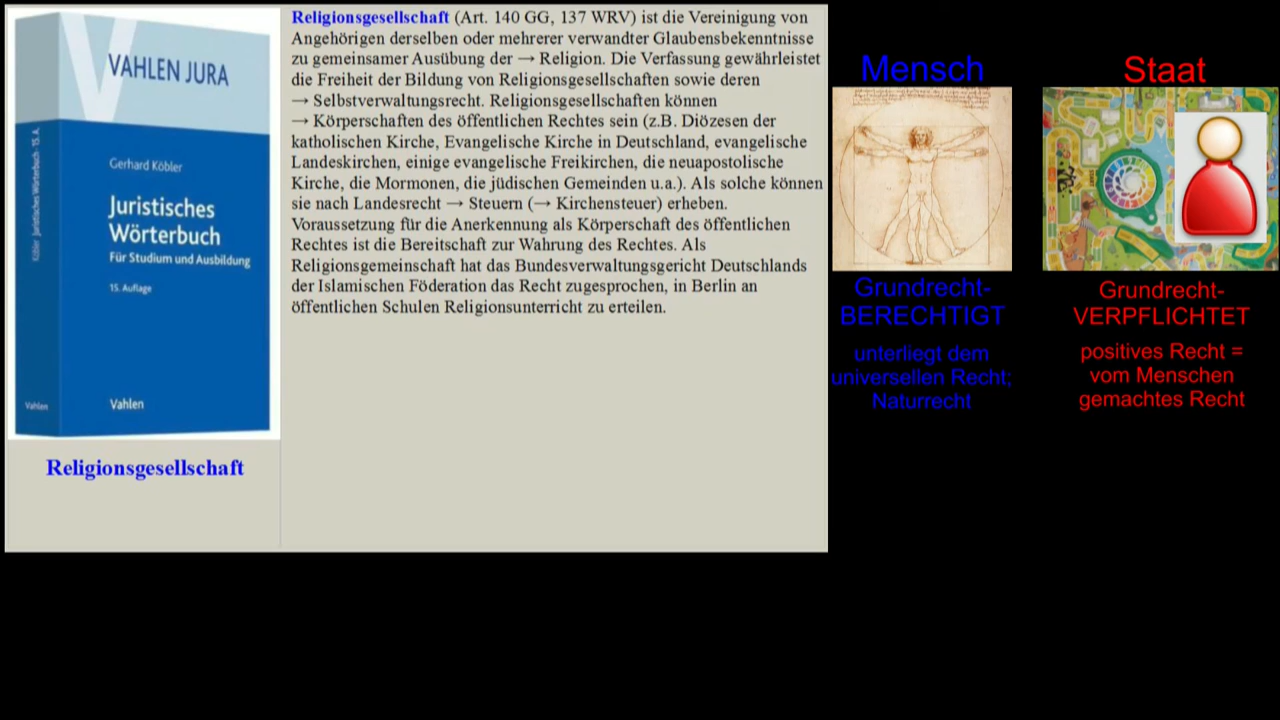 VAHLEN JURA
Gerhard Köbler
Juristisches
Wörterbuch
Für Studium und Ausbildung
15. Auflage
Vahlen
Köbler Juristisches Wörterbuch · 15. A.
Vahlen
Religionsgesellschaft
Religionsgesellschaft (Art. 140 GG, 137 WRV) ist die Vereinigung von
Angehörigen derselben oder mehrerer verwandter Glaubensbekenntnisse
zu gemeinsamer Ausübung der → Religion. Die Verfassung gewährleistet
die Freiheit der Bildung von Religionsgesellschaften sowie deren
→ Selbstverwaltungsrecht. Religionsgesellschaften können
→ Körperschaften des öffentlichen Rechtes sein (z.B. Diözesen der
katholischen Kirche, Evangelische Kirche in Deutschland, evangelische
Landeskirchen, einige evangelische Freikirchen, die neuapostolische
Kirche, die Mormonen, die jüdischen Gemeinden u.a.). Als solche können
sie nach Landesrecht → Steuern (→ Kirchensteuer) erheben.
Voraussetzung für die Anerkennung als Körperschaft des öffentlichen
Rechtes ist die Bereitschaft zur Wahrung des Rechtes. Als
Religionsgemeinschaft hat das Bundesverwaltungsgericht Deutschlands
der Islamischen Föderation das Recht zugesprochen, in Berlin an
öffentlichen Schulen Religionsunterricht zu erteilen.
Mensch
Grundrecht-
BERECHTIGT
unterliegt dem
universellen Recht;
Naturrecht
Staat
Grundrecht-
VERPFLICHTET
positives Recht =
vom Menschen
gemachtes Recht